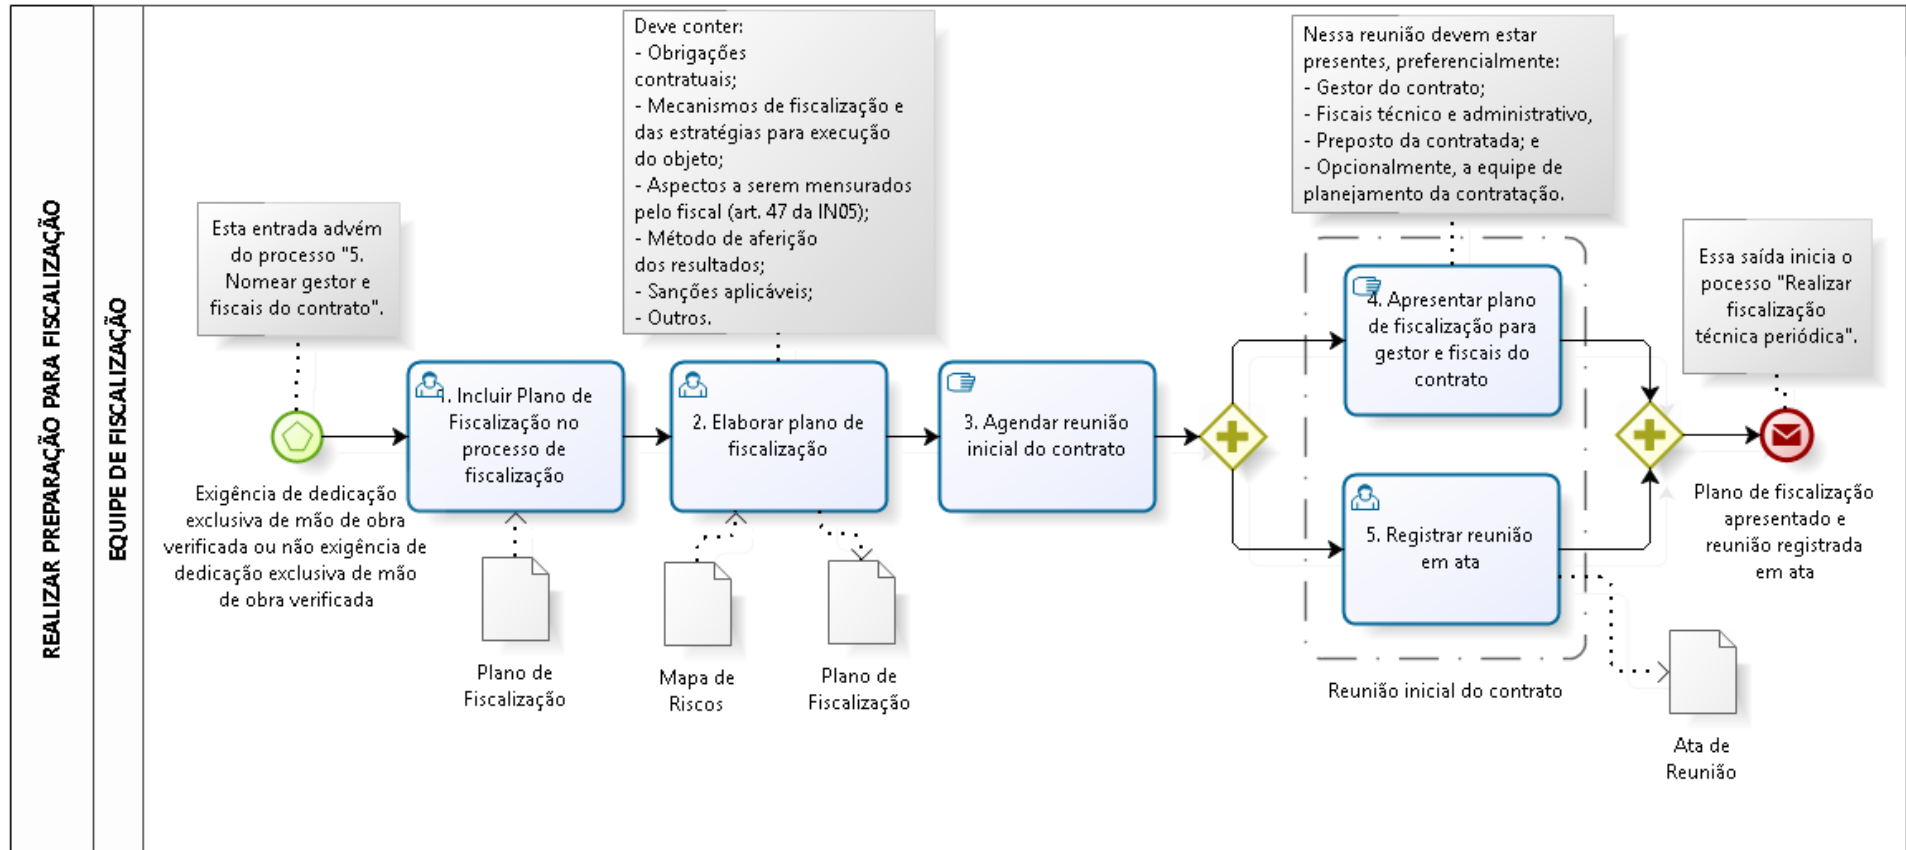 REALIZAR PREPARAÇÃO PARA FISCALIZAÇÃO
EQUIPE DE FISCALIZAÇÃO
Esta entrada advém
do processo "5.
Nomear gestor e
fiscais do contrato".
Exigência de dedicação
exclusiva de mão de obra
verificada ou não exigência de
dedicação exclusiva de mão
de obra verificada
1. Incluir Plano de
Fiscalização no
processo de
fiscalização
Plano de
Fiscalização
Deve conter:
- Obrigações
contratuais;
- Mecanismos de fiscalização e
das estratégias para execução
do objeto;
- Aspectos a serem mensurados
pelo fiscal (art. 47 da IN05);
- Método de aferição
dos resultados;
- Sanções aplicáveis;
- Outros.
2. Elaborar plano de
fiscalização
Mapa de
Riscos
Plano de
Fiscalização
3. Agendar reunião
inicial do contrato
Nessa reunião devem estar
presentes, preferencialmente:
- Gestor do contrato;
- Fiscais técnico e administrativo,
- Preposto da contratada; e
- Opcionalmente, a equipe de
planejamento da contratação.
4. Apresentar plano
de fiscalização para
gestor e fiscais do
contrato
5. Registrar reunião
em ata
Reunião inicial do contrato
Ata de
Reunião
Essa saída inicia o
pocesso "Realizar
fiscalização
técnica periódica".
Plano de fiscalização
apresentado e
reunião registrada
em ata